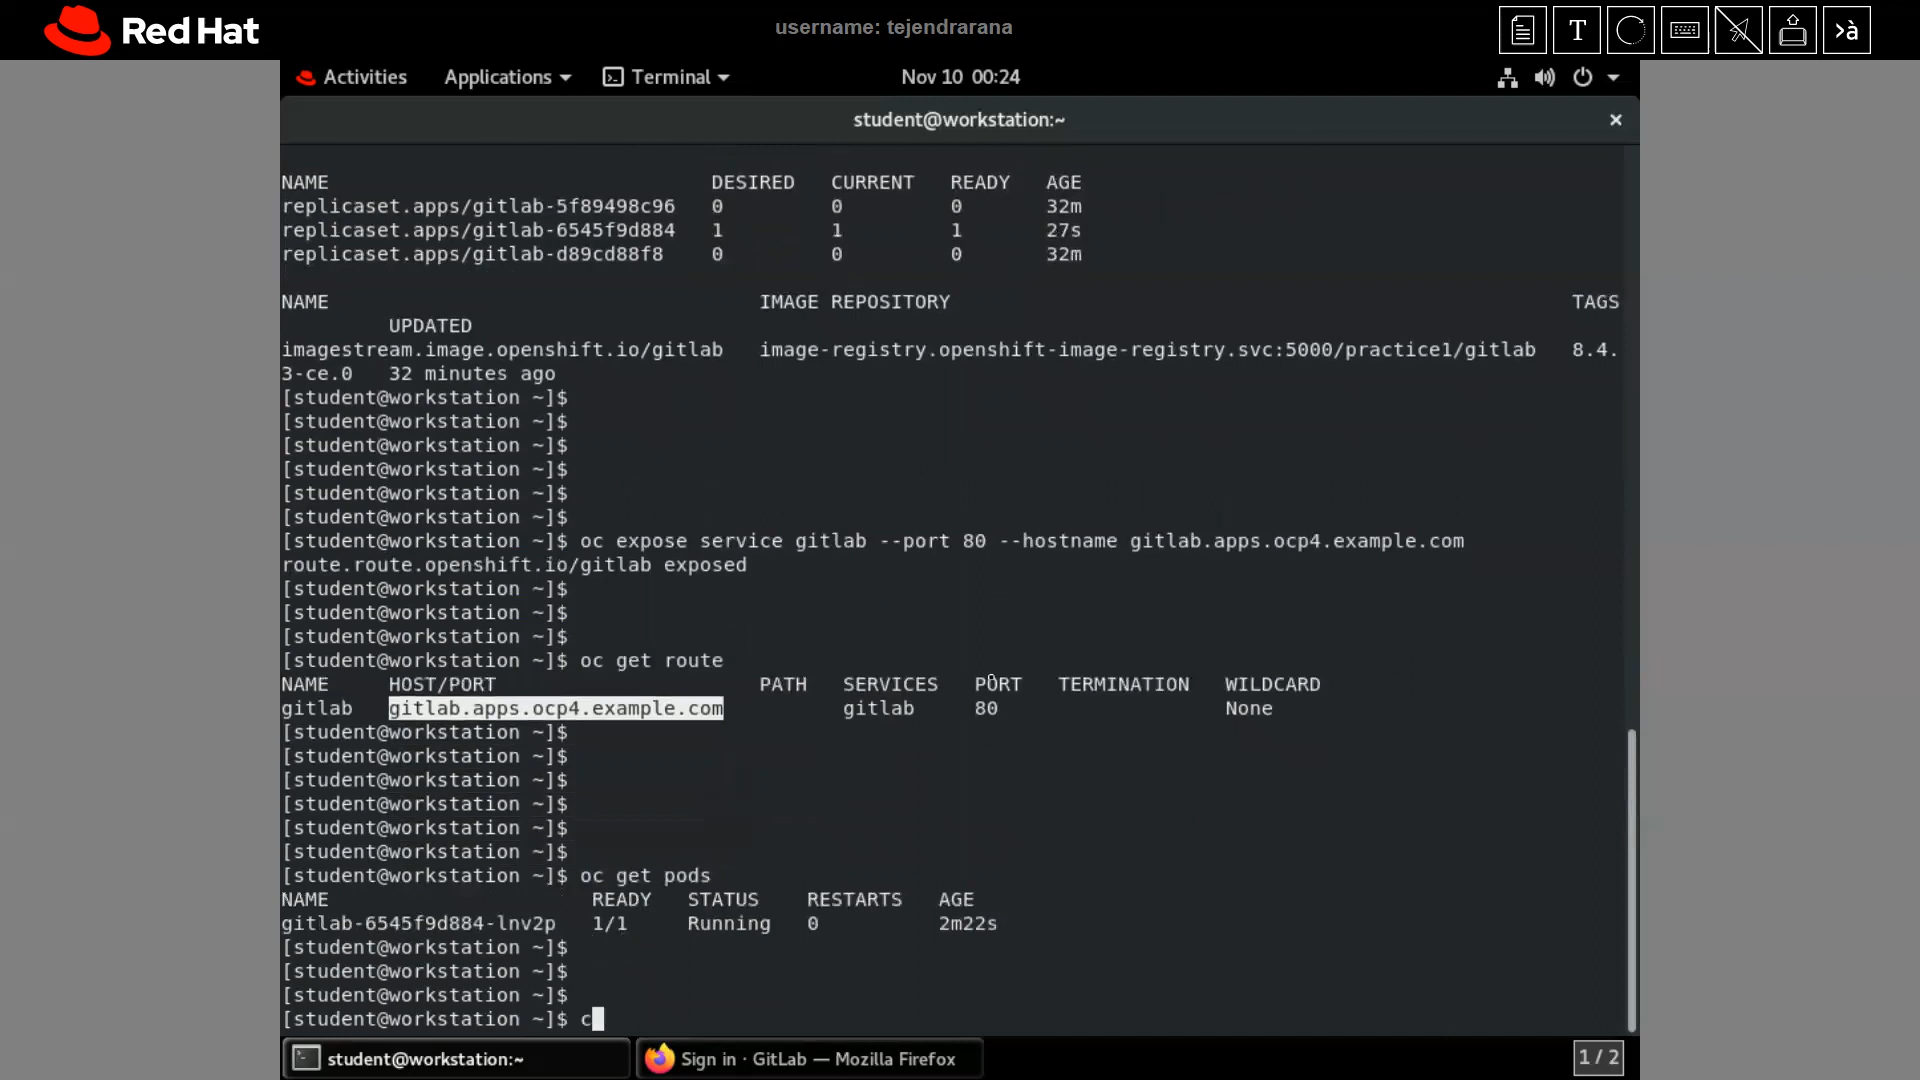 Red Hat
username: tejendrarana
T
>à
Activities Applications Terminal Nov 10 00:24
student@workstation:~ ×
NAME DESIRED CURRENT READY AGE
replicaset.apps/gitlab-5f89498c96 0 0 0 32m
replicaset.apps/gitlab-6545f9d884 1 1 1 27s
replicaset.apps/gitlab-d89cd88f8 0 0 0 32m
NAME IMAGE REPOSITORY TAGS
UPDATED
imagestream.image.openshift.io/gitlab image-registry.openshift-image-registry.svc:5000/practice1/gitlab 8.4.
3-ce.0 32 minutes ago
[student@workstation ~]$
[student@workstation ~]$
[student@workstation ~]$
[student@workstation ~]$
[student@workstation ~]$
[student@workstation ~]$
[student@workstation ~]$ oc expose service gitlab --port 80 --hostname gitlab.apps.ocp4.example.com
route.route.openshift.io/gitlab exposed
[student@workstation ~]$
[student@workstation ~]$
[student@workstation ~]$
[student@workstation ~]$ oc get route
NAME HOST/PORT PATH SERVICES PORT TERMINATION WILDCARD
gitlab gitlab.apps.ocp4.example.com gitlab 80 None
[student@workstation ~]$
[student@workstation ~]$
[student@workstation ~]$
[student@workstation ~]$
[student@workstation ~]$
[student@workstation ~]$
[student@workstation ~]$ oc get pods
NAME READY STATUS RESTARTS AGE
gitlab-6545f9d884-lnv2p 1/1 Running 0 2m22s
[student@workstation ~]$
[student@workstation ~]$
[student@workstation ~]$
[student@workstation ~]$ c
student@workstation:~ Sign in · GitLab — Mozilla Firefox 1 / 2